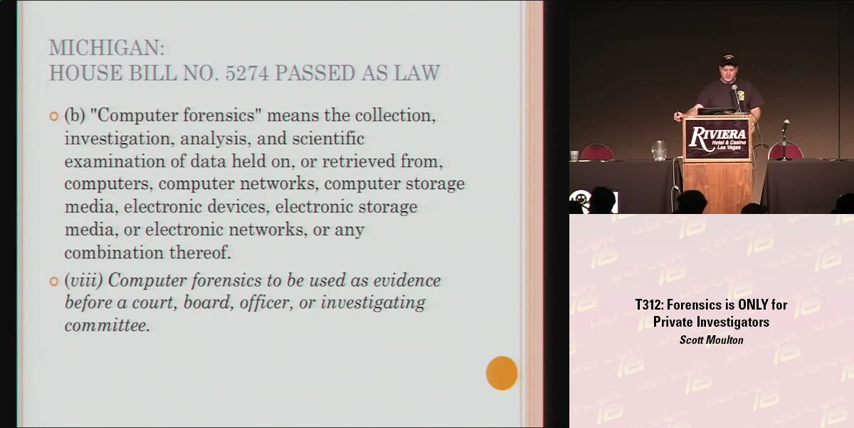 MICHIGAN:
HOUSE BILL NO. 5274 PASSED AS LAW
(b) "Computer forensics" means the collection,
investigation, analysis, and scientific
examination of data held on, or retrieved from,
computers, computer networks, computer storage
media, electronic devices, electronic storage
media, or electronic networks, or any
combination thereof.
(viii) Computer forensics to be used as evidence
before a court, board, officer, or investigating
committee.
RIVIERA
Hotel & Casino
Las Vegas
T312: Forensics is ONLY for
Private Investigators
Scott Moulton